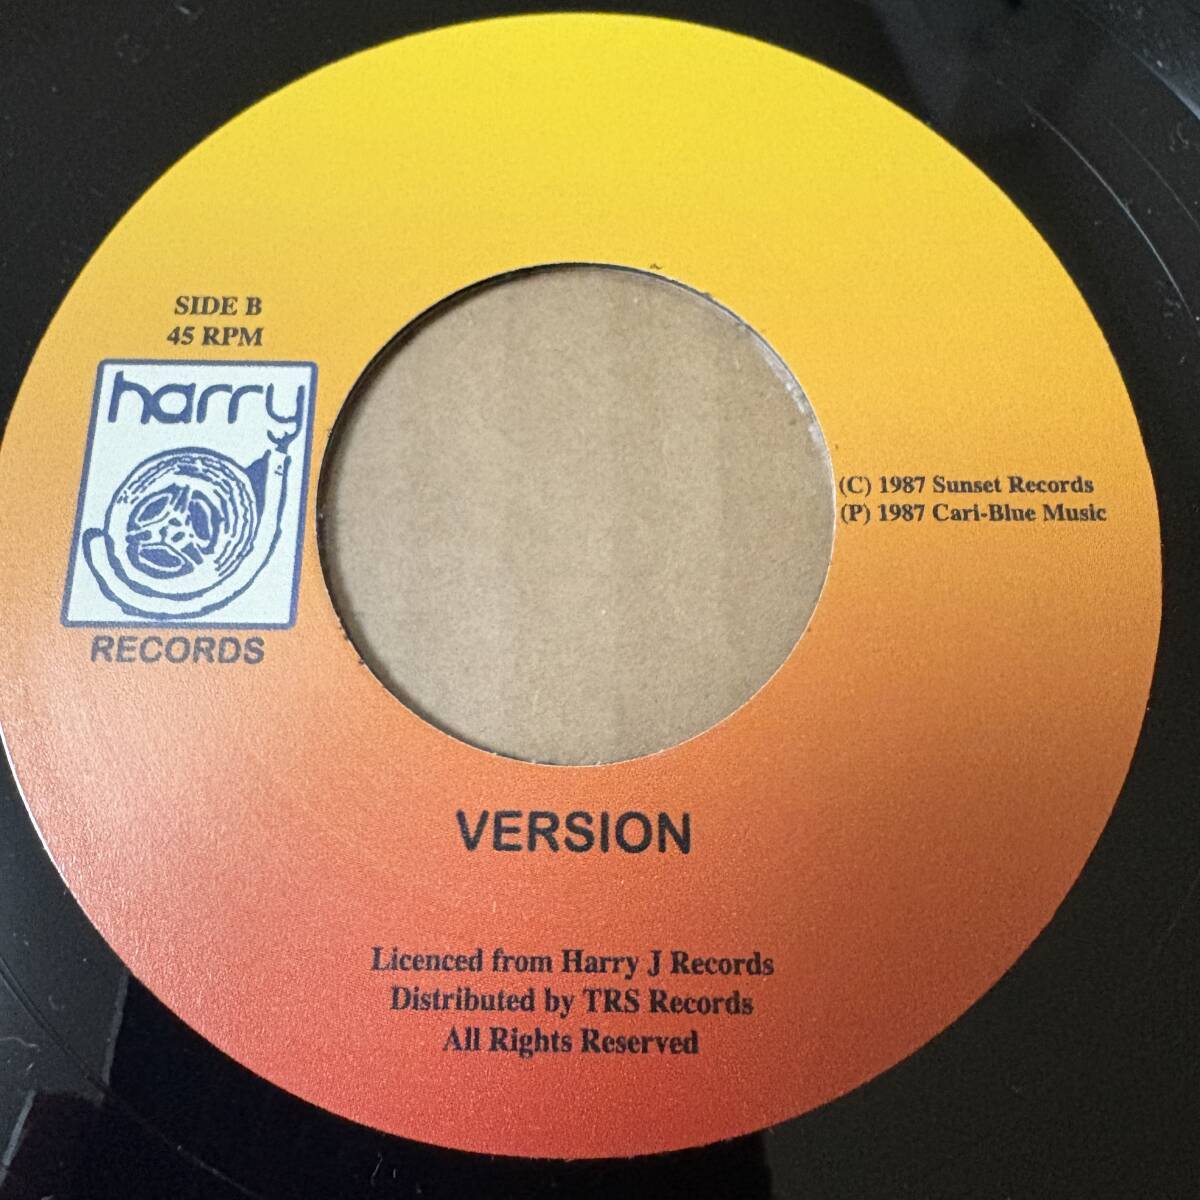 SIDE B
45 RPM
harry
RECORDS
(C) 1987 Sunset Records
(P) 1987 Cari-Blue Music
VERSION
Licenced from Harry J Records
Distributed by TRS Records
All Rights Reserved